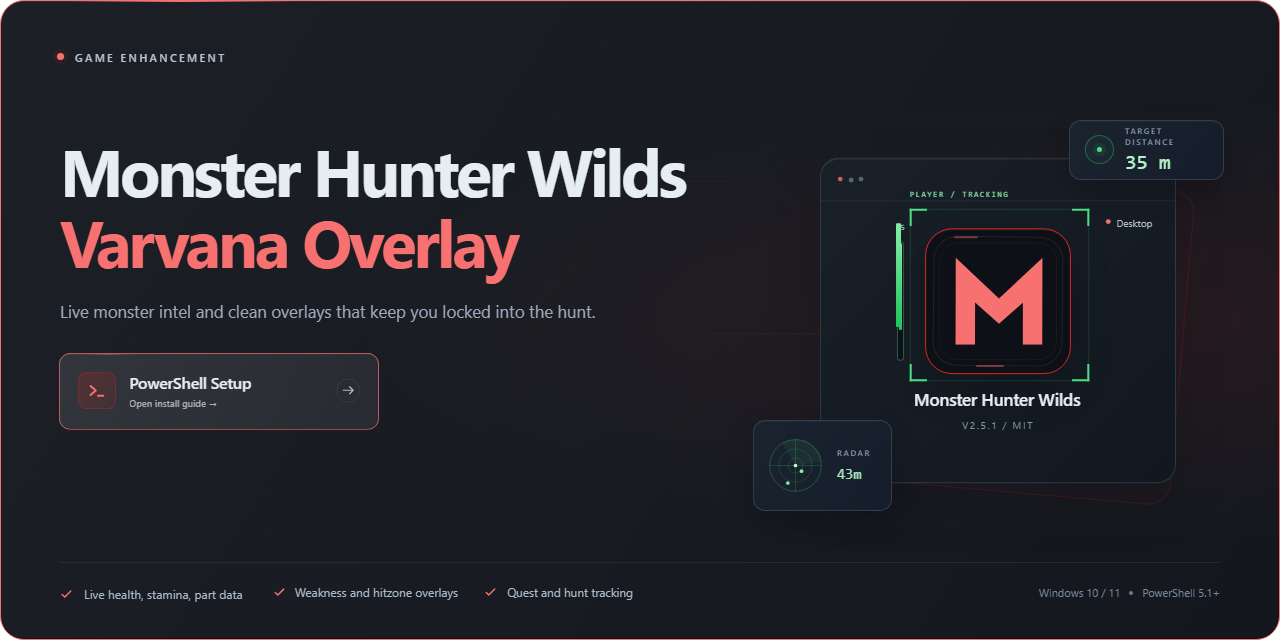 GAME ENHANCEMENT
Monster Hunter Wilds
Varvana Overlay
Live monster intel and clean overlays that keep you locked into the hunt.
PowerShell Setup
Open install guide →
TARGET
DISTANCE
35 m
PLAYER / TRACKING
Desktop
M
Monster Hunter Wilds
V2.5.1 / MIT
RADAR
43m
Live health, stamina, part data
Weakness and hitzone overlays
Quest and hunt tracking
Windows 10 / 11 • PowerShell 5.1+